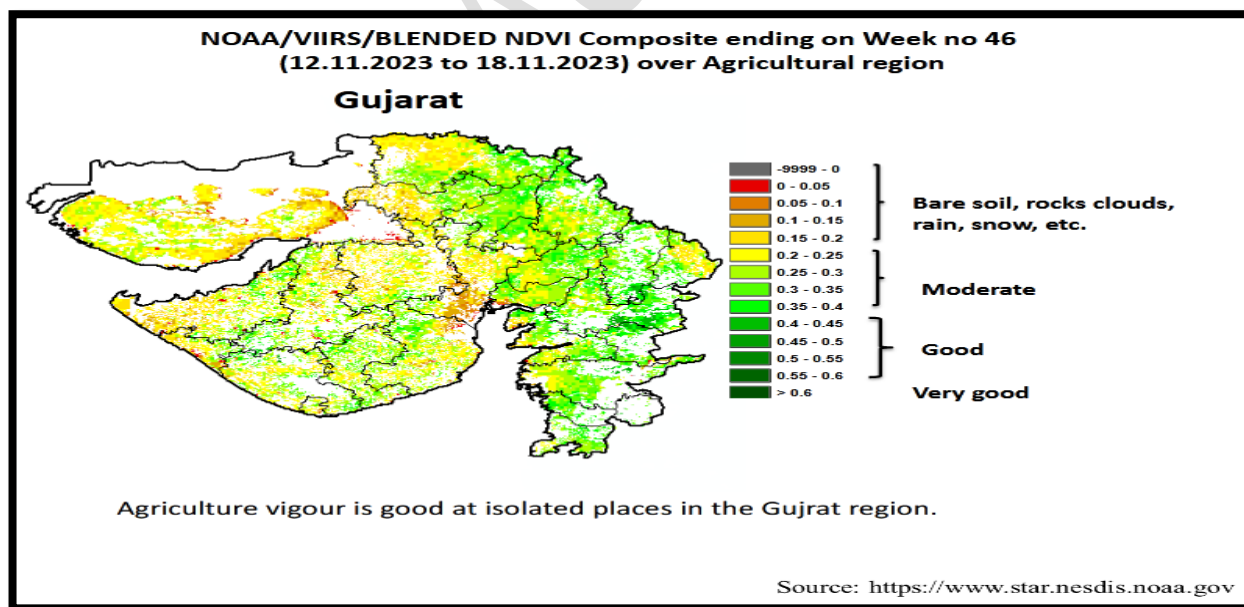 NOAA/VIIRS/BLENDED NDVI Composite ending on Week no 46
(12.11.2023 to 18.11.2023) over Agricultural region
Gujarat
-9999 - 0
0 - 0.05
0.05 - 0.1
0.1 - 0.15
0.15 - 0.2
0.2 - 0.25
0.25 - 0.3
0.3 - 0.35
0.35 - 0.4
0.4 - 0.45
0.45 - 0.5
0.5 - 0.55
0.55 - 0.6
> 0.6
Bare soil, rocks clouds,
rain, snow, etc.
Moderate
Good
Very good
Agriculture vigour is good at isolated places in the Gujrat region.
Source: https://www.star.nesdis.noaa.gov